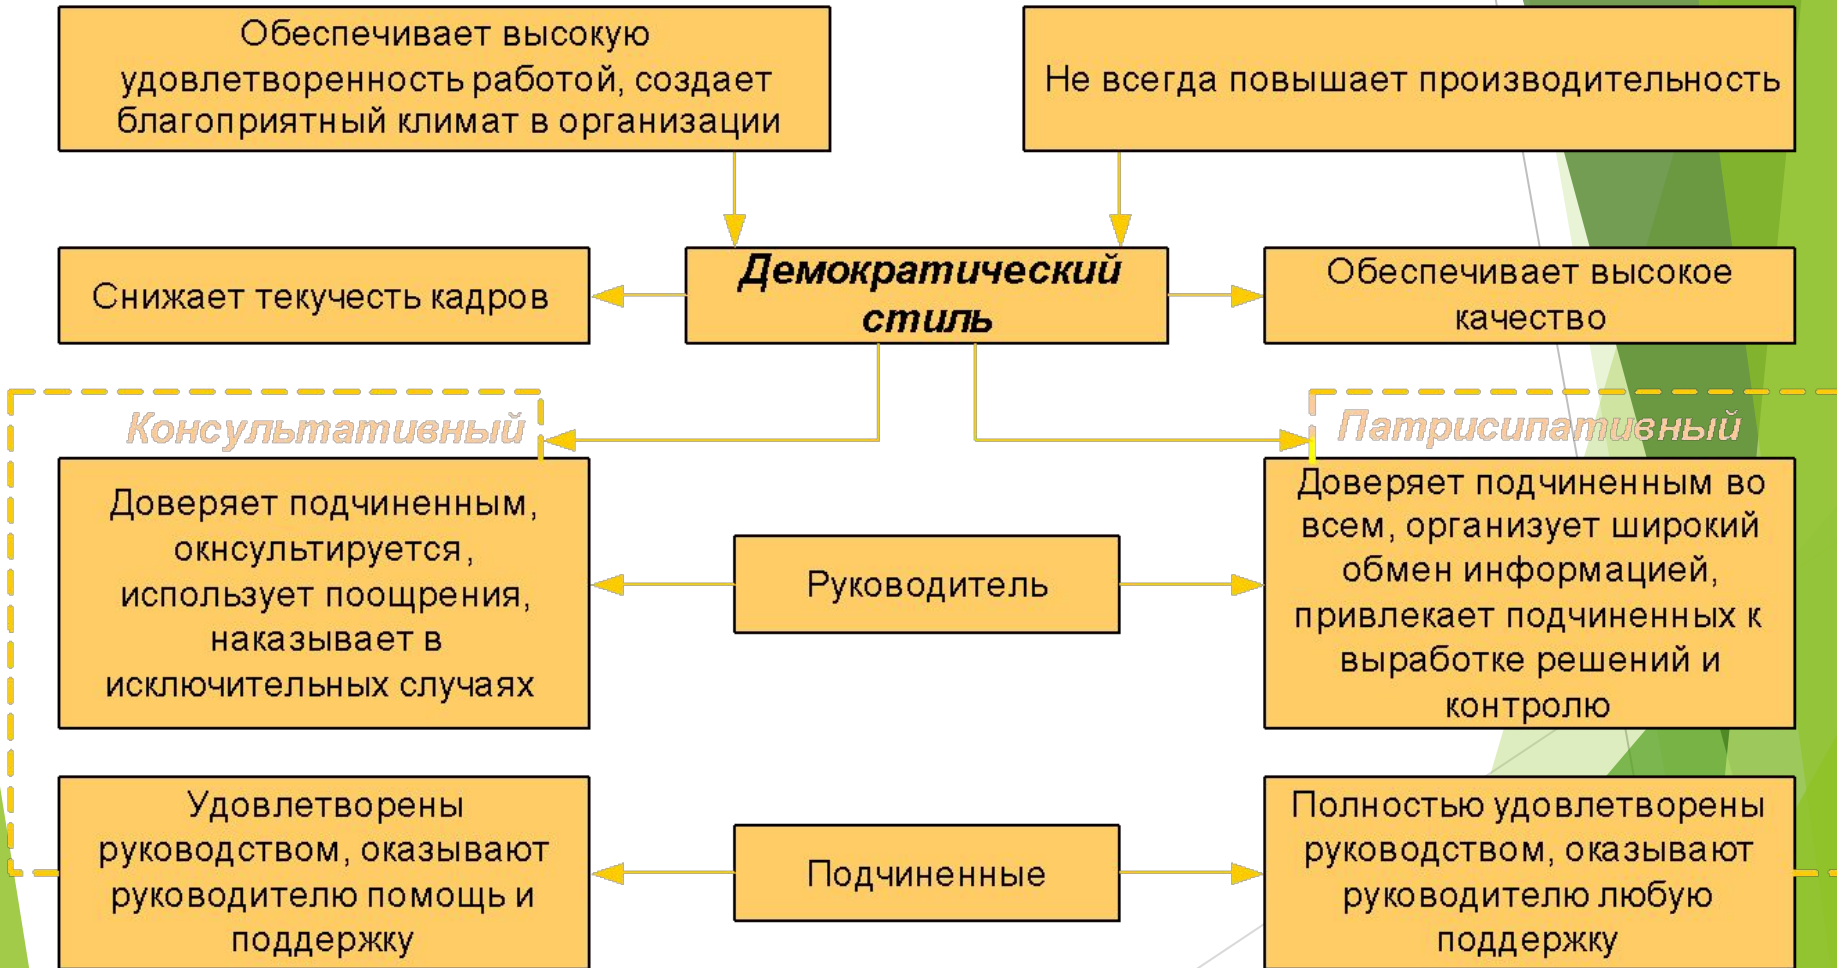 Обеспечивает высокую
удовлетворенность работой, создает
благоприятный климат в организации
Не всегда повышает производительность
Снижает текучесть кадров
Демократический
стиль
Обеспечивает высокое
качество
Консультативный
Патрисипативный
Доверяет подчиненным,
окнсультируется,
использует поощрения,
наказывает в
исключительных случаях
Руководитель
Доверяет подчиненным во
всем, организует широкий
обмен информацией,
привлекает подчиненных к
выработке решений и
контролю
Удовлетворены
руководством, оказывают
руководителю помощь и
поддержку
Подчиненные
Полностью удовлетворены
руководством, оказывают
руководителю любую
поддержку